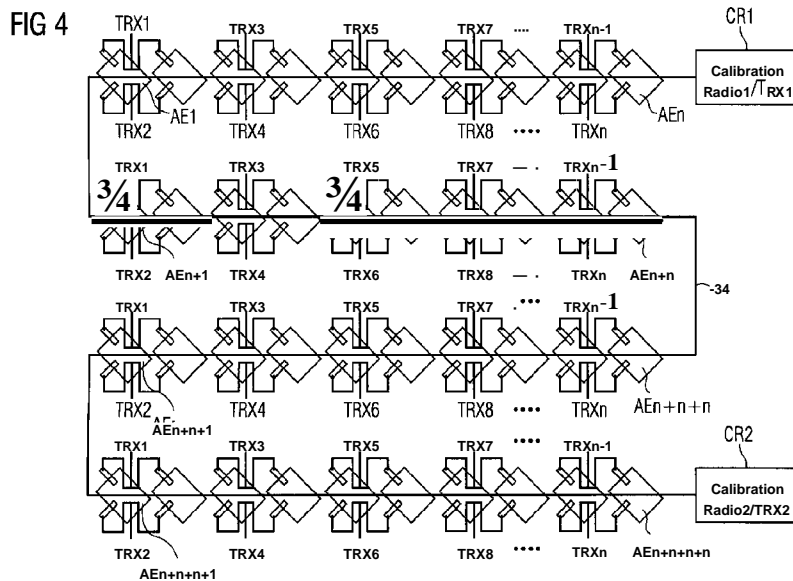 FIG 4
TRX1 TRX3 TRX5 TRX7 .... TRXn-1 CR1
Calibration
Radio1/TRX1
AE1 AEn
TRX2 TRX4 TRX6 TRX8 •••• TRXn
TRX1 TRX3 TRX5 TRX7 — . TRXn-1
3/4 3/4
TRX2 AEn+1 TRX4 TRX6 TRX8 — . TRXn AEn+n
-34
TRX1 TRX3 TRX5 TRX7 .•••• TRXn-1
TRX2 TRX4 TRX6 TRX8 •••• TRXn AEn+n+n
AEn+n+1
TRX1 TRX3 TRX5 TRX7 •••• TRXn-1 CR2
Calibration
Radio2/TRX2
TRX2 TRX4 TRX6 TRX8 •••• TRXn AEn+n+n+n
AEn+n+n+1